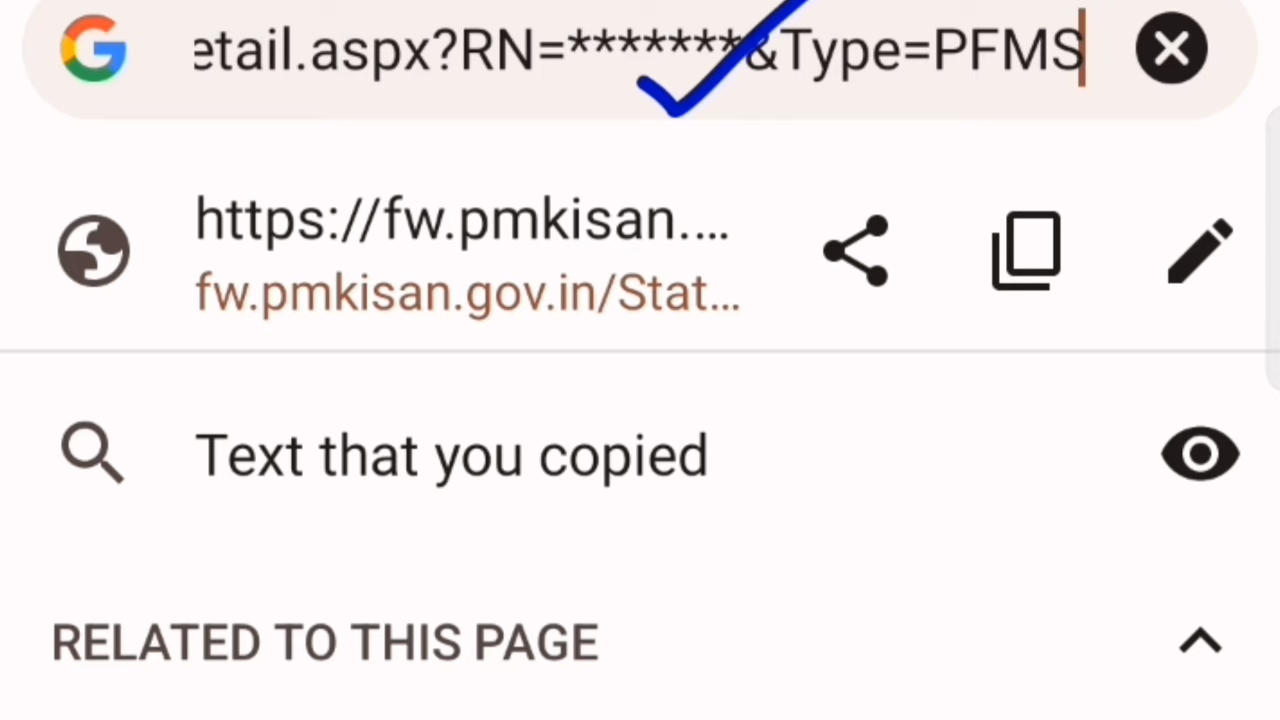 etail.aspx?RN=*******&Type=PFMS
https://fw.pmkisan....
fw.pmkisan.gov.in/Stat...
Text that you copied
RELATED TO THIS PAGE